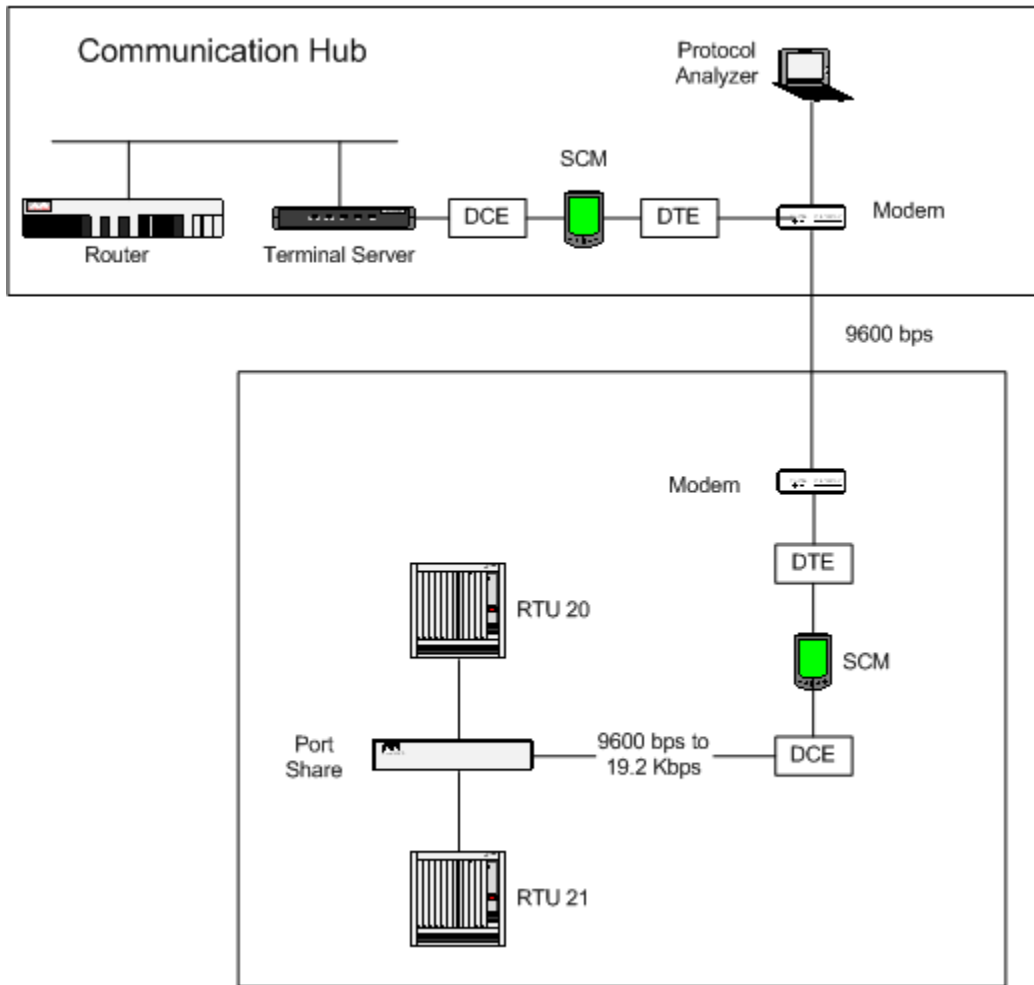 Communication Hub
Protocol
Analyzer
SCM
DCE
DTE
Modem
Router
Terminal Server
9600 bps
Modem
DTE
RTU 20
SCM
Port
Share
9600 bps to
19.2 Kbps
DCE
RTU 21